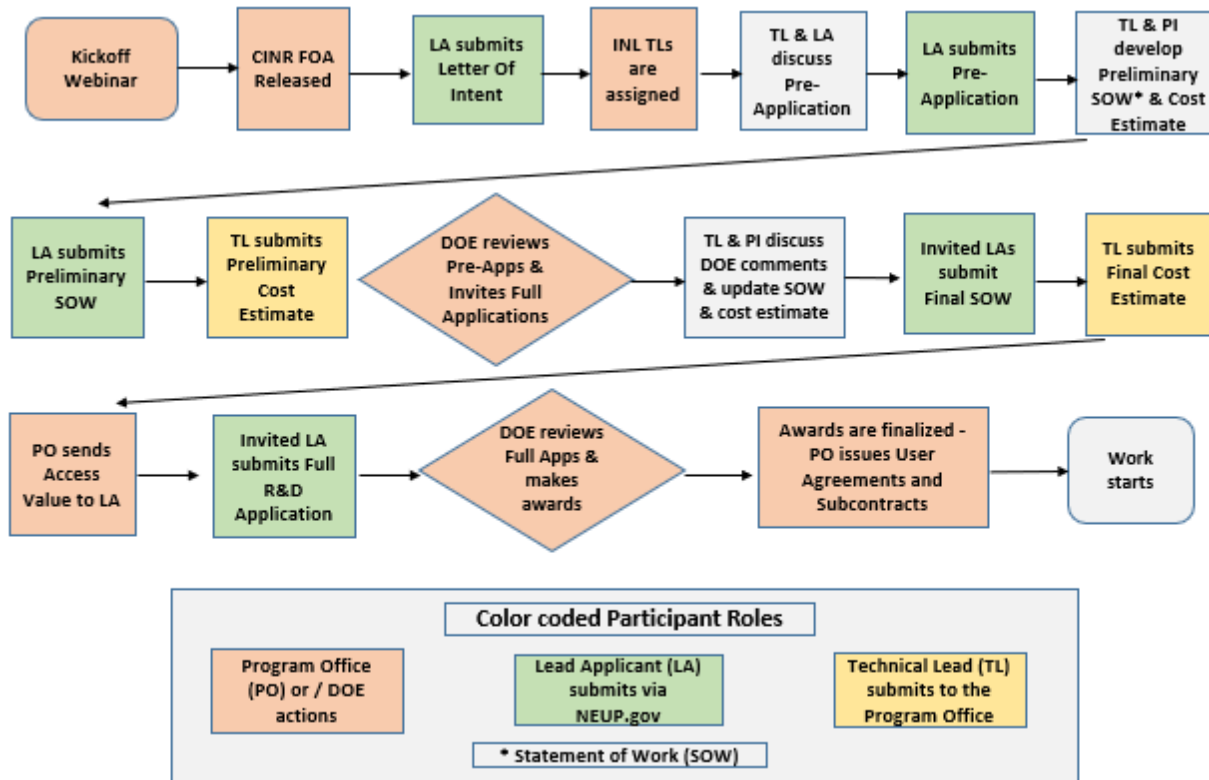 Kickoff
Webinar
CINR FOA
Released
LA submits
Letter Of
Intent
INL TLs
are
assigned
TL & LA
discuss
Pre-
Application
LA submits
Pre-
Application
TL & PI
develop
Preliminary
SOW* & Cost
Estimate
LA submits
Preliminary
SOW
TL submits
Preliminary
Cost
Estimate
DOE reviews
Pre-Apps &
Invites Full
Applications
TL & PI discuss
DOE comments
& update SOW
& cost estimate
Invited LAs
submit
Final SOW
TL submits
Final Cost
Estimate
PO sends
Access
Value to LA
Invited LA
submits Full
R&D
Application
DOE reviews
Full Apps &
makes
awards
Awards are finalized -
PO issues User
Agreements and
Subcontracts
Work
starts
Color coded Participant Roles
Program Office
(PO) or / DOE
actions
Lead Applicant (LA)
submits via
NEUP.gov
Technical Lead (TL)
submits to the
Program Office
* Statement of Work (SOW)